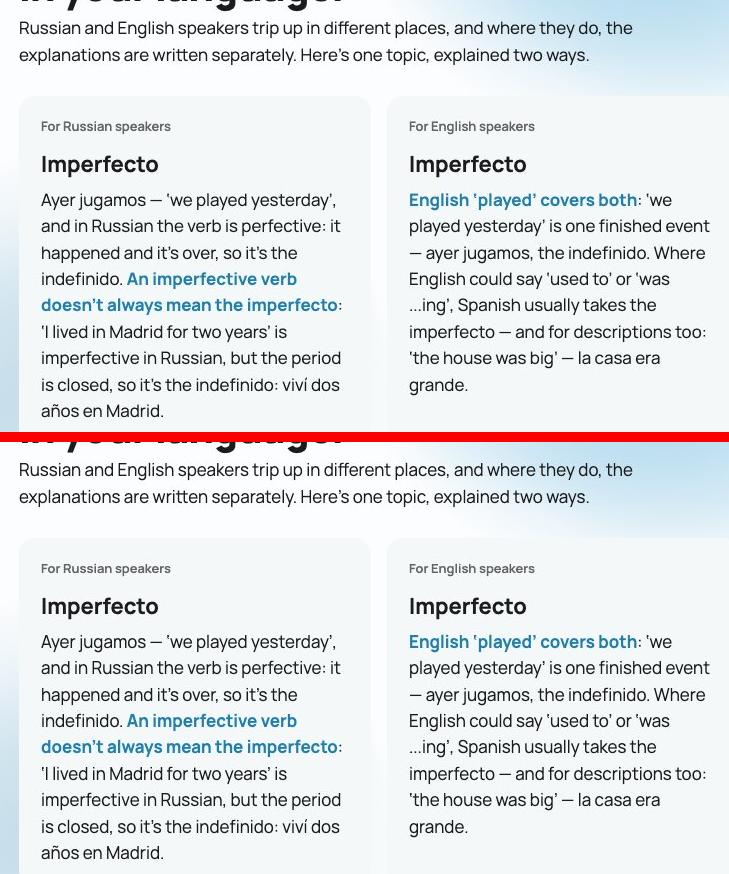 in your language.
Russian and English speakers trip up in different places, and where they do, the
explanations are written separately. Here's one topic, explained two ways.
For Russian speakers
Imperfecto
Ayer jugamos — ‘we played yesterday’,
and in Russian the verb is perfective: it
happened and it's over, so it's the
indefinido. An imperfective verb
doesn't always mean the imperfecto:
‘I lived in Madrid for two years’ is
imperfective in Russian, but the period
is closed, so it's the indefinido: viví dos
años en Madrid.
For English speakers
Imperfecto
English ‘played’ covers both: ‘we
played yesterday’ is one finished event
— ayer jugamos, the indefinido. Where
English could say ‘used to’ or ‘was
...ing’, Spanish usually takes the
imperfecto — and for descriptions too:
‘the house was big’ — la casa era
grande.
in your language.
Russian and English speakers trip up in different places, and where they do, the
explanations are written separately. Here's one topic, explained two ways.
For Russian speakers
Imperfecto
Ayer jugamos — ‘we played yesterday’,
and in Russian the verb is perfective: it
happened and it's over, so it's the
indefinido. An imperfective verb
doesn't always mean the imperfecto:
‘I lived in Madrid for two years’ is
imperfective in Russian, but the period
is closed, so it's the indefinido: viví dos
años en Madrid.
For English speakers
Imperfecto
English ‘played’ covers both: ‘we
played yesterday’ is one finished event
— ayer jugamos, the indefinido. Where
English could say ‘used to’ or ‘was
...ing’, Spanish usually takes the
imperfecto — and for descriptions too:
‘the house was big’ — la casa era
grande.